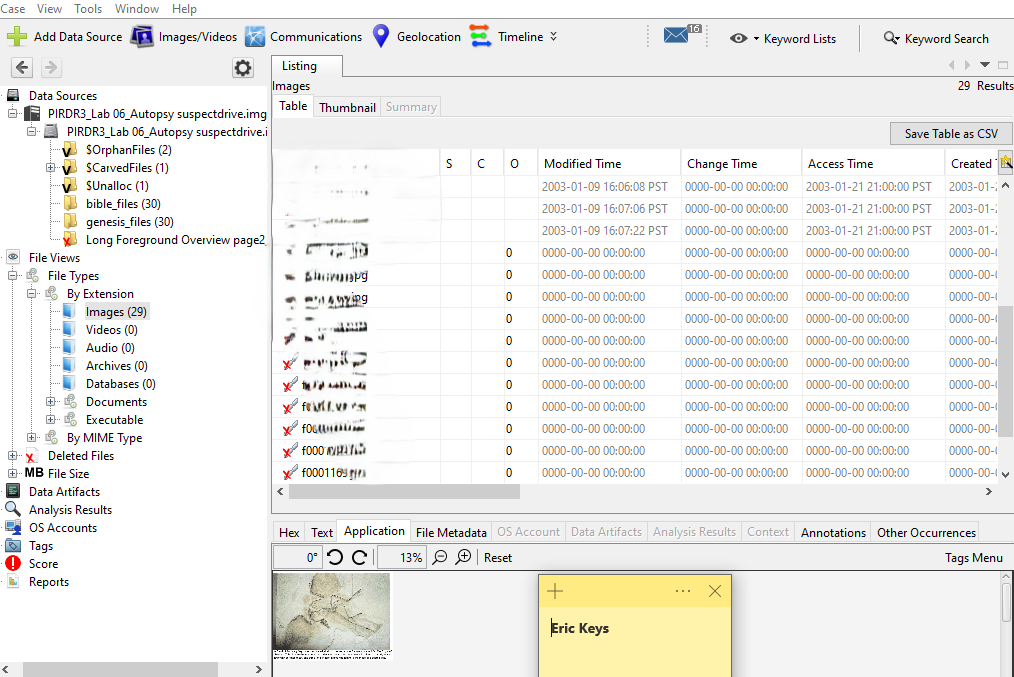 Case View Tools Window Help
Add Data Source Images/Videos Communications Geolocation Timeline 16 Keyword Lists Keyword Search
Listing
Images 29 Results
Table Thumbnail Summary
Save Table as CSV
Data Sources
PIRDR3_Lab 06_Autopsy suspectdrive.img
PIRDR3_Lab 06_Autopsy suspectdrive.i
$OrphanFiles (2)
$CarvedFiles (1)
$Unalloc (1)
bible_files (30)
genesis_files (30)
Long Foreground Overview page2_
File Views
File Types
By Extension
Images (29)
Videos (0)
Audio (0)
Archives (0)
Databases (0)
Documents
Executable
By MIME Type
Deleted Files
MB File Size
Data Artifacts
Analysis Results
OS Accounts
Tags
Score
Reports
S C O Modified Time Change Time Access Time Created T
2003-01-09 16:06:08 PST 0000-00-00 00:00:00 2003-01-21 21:00:00 PST 2003-01-2
2003-01-09 16:07:06 PST 0000-00-00 00:00:00 2003-01-21 21:00:00 PST 2003-01-2
2003-01-09 16:07:22 PST 0000-00-00 00:00:00 2003-01-21 21:00:00 PST 2003-01-2
0 0000-00-00 00:00:00 0000-00-00 00:00:00 0000-00-00 00:00:00 0000-00-0
0 0000-00-00 00:00:00 0000-00-00 00:00:00 0000-00-00 00:00:00 0000-00-0
0 0000-00-00 00:00:00 0000-00-00 00:00:00 0000-00-00 00:00:00 0000-00-0
0 0000-00-00 00:00:00 0000-00-00 00:00:00 0000-00-00 00:00:00 0000-00-0
0 0000-00-00 00:00:00 0000-00-00 00:00:00 0000-00-00 00:00:00 0000-00-0
0 0000-00-00 00:00:00 0000-00-00 00:00:00 0000-00-00 00:00:00 0000-00-0
0 0000-00-00 00:00:00 0000-00-00 00:00:00 0000-00-00 00:00:00 0000-00-0
0 0000-00-00 00:00:00 0000-00-00 00:00:00 0000-00-00 00:00:00 0000-00-0
0 0000-00-00 00:00:00 0000-00-00 00:00:00 0000-00-00 00:00:00 0000-00-0
0 0000-00-00 00:00:00 0000-00-00 00:00:00 0000-00-00 00:00:00 0000-00-0
0 0000-00-00 00:00:00 0000-00-00 00:00:00 0000-00-00 00:00:00 0000-00-0
Hex Text Application File Metadata OS Account Data Artifacts Analysis Results Context Annotations Other Occurrences
0° 13% Reset Tags Menu
Eric Keys